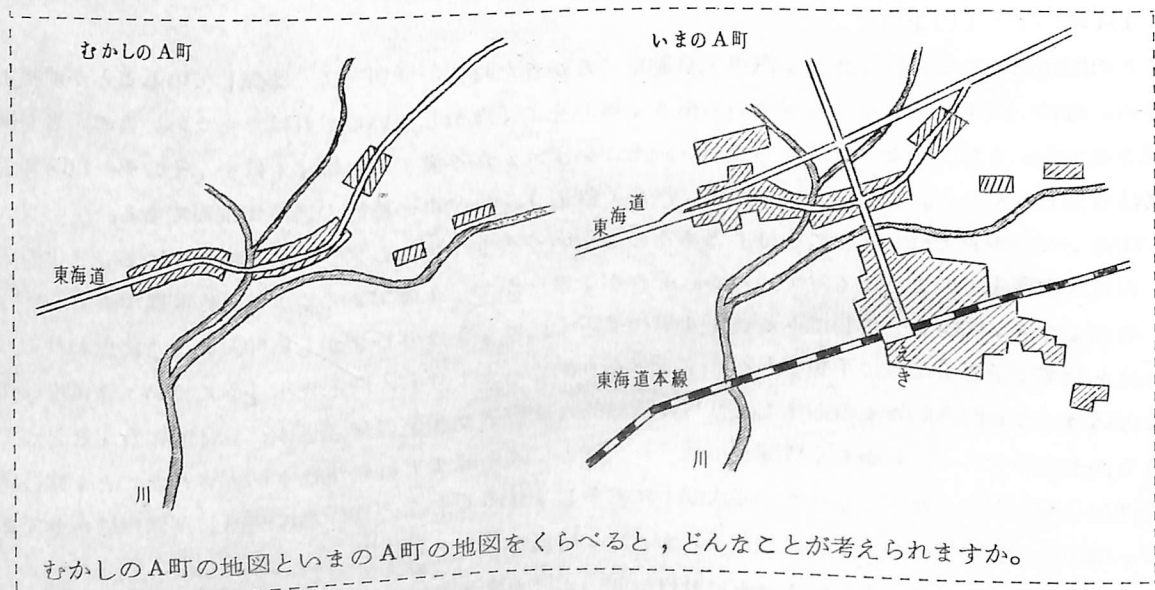 むかしのA町
東海道
川
いまのA町
東海道
東海道本線
えき
川
むかしのA町の地図といまのA町の地図をくらべると，どんなことが考えられますか。